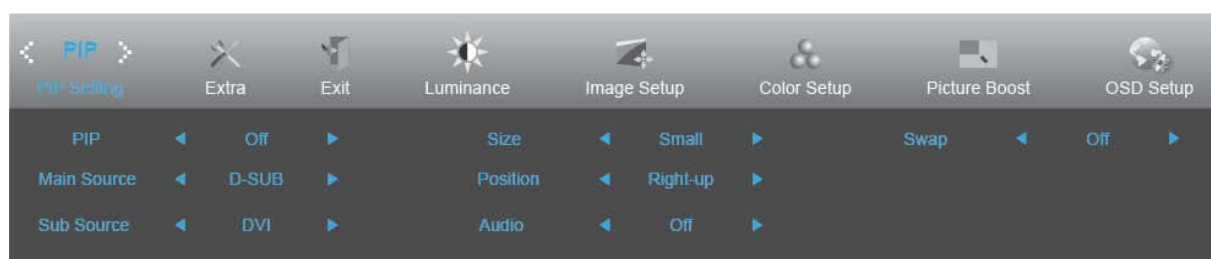 PIP
PIP Setting Extra Exit Luminance Image Setup Color Setup Picture Boost OSD Setup
PIP Off Size Small Swap Off
Main Source D-SUB Position Right-up
Sub Source DVI Audio Off